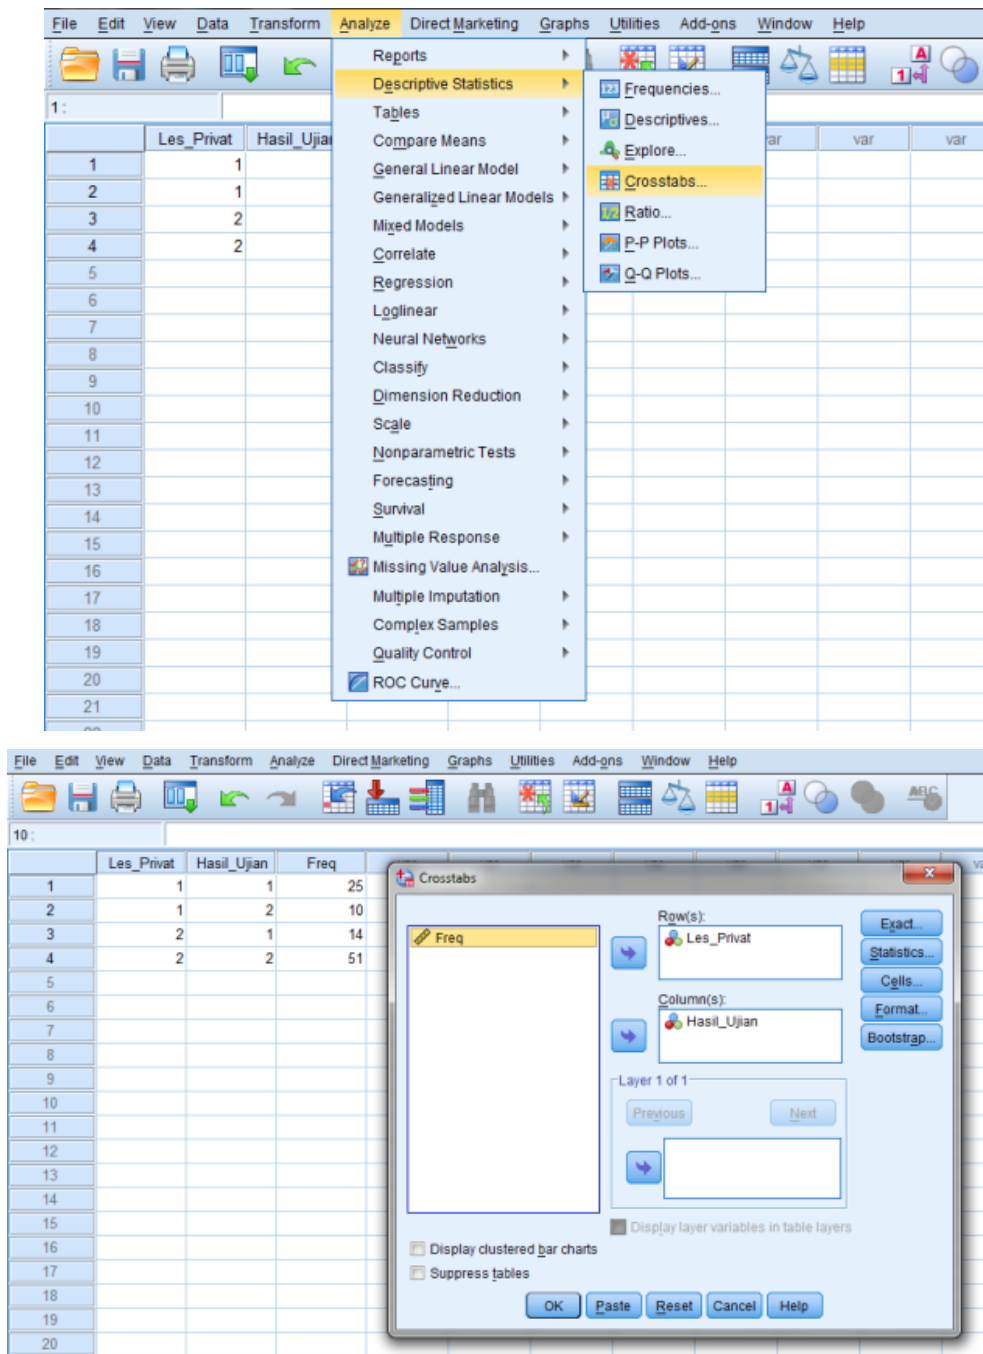 File Edit View Data Transform Analyze Direct Marketing Graphs Utilities Add-ons Window Help
1 :
Les_Privat Hasil_Ujian var var var
1 1
2 1
3 2
4 2
5
6
7
8
9
10
11
12
13
14
15
16
17
18
19
20
21
Reports
Descriptive Statistics
Tables
Compare Means
General Linear Model
Generalized Linear Models
Mixed Models
Correlate
Regression
Loglinear
Neural Networks
Classify
Dimension Reduction
Scale
Nonparametric Tests
Forecasting
Survival
Multiple Response
Missing Value Analysis...
Multiple Imputation
Complex Samples
Quality Control
ROC Curve...
Frequencies...
Descriptives...
Explore...
Crosstabs...
Ratio...
P-P Plots...
Q-Q Plots...
File Edit View Data Transform Analyze Direct Marketing Graphs Utilities Add-ons Window Help
10 :
Les_Privat Hasil_Ujian Freq
1 1 1 25
2 1 2 10
3 2 1 14
4 2 2 51
5
6
7
8
9
10
11
12
13
14
15
16
17
18
19
20
Crosstabs
Freq
Row(s):
Les_Privat
Column(s):
Hasil_Ujian
Layer 1 of 1
Previous Next
Display layer variables in table layers
Exact...
Statistics...
Cells...
Format...
Bootstrap...
Display clustered bar charts
Suppress tables
OK Paste Reset Cancel Help